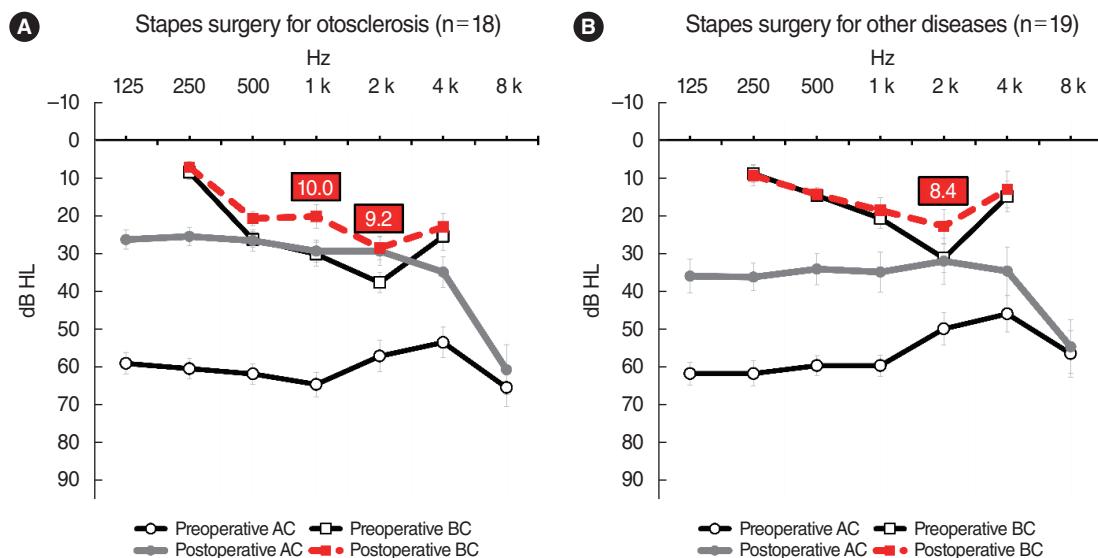 A Stapes surgery for otosclerosis (n=18)
Hz
125 250 500 1 k 2 k 4 k 8 k
–10
0
10
20
30
40
50
60
70
80
90
dB HL
10.0
9.2
Preoperative AC Preoperative BC
Postoperative AC Postoperative BC
B Stapes surgery for other diseases (n=19)
Hz
125 250 500 1 k 2 k 4 k 8 k
–10
0
10
20
30
40
50
60
70
80
90
dB HL
8.4
Preoperative AC Preoperative BC
Postoperative AC Postoperative BC